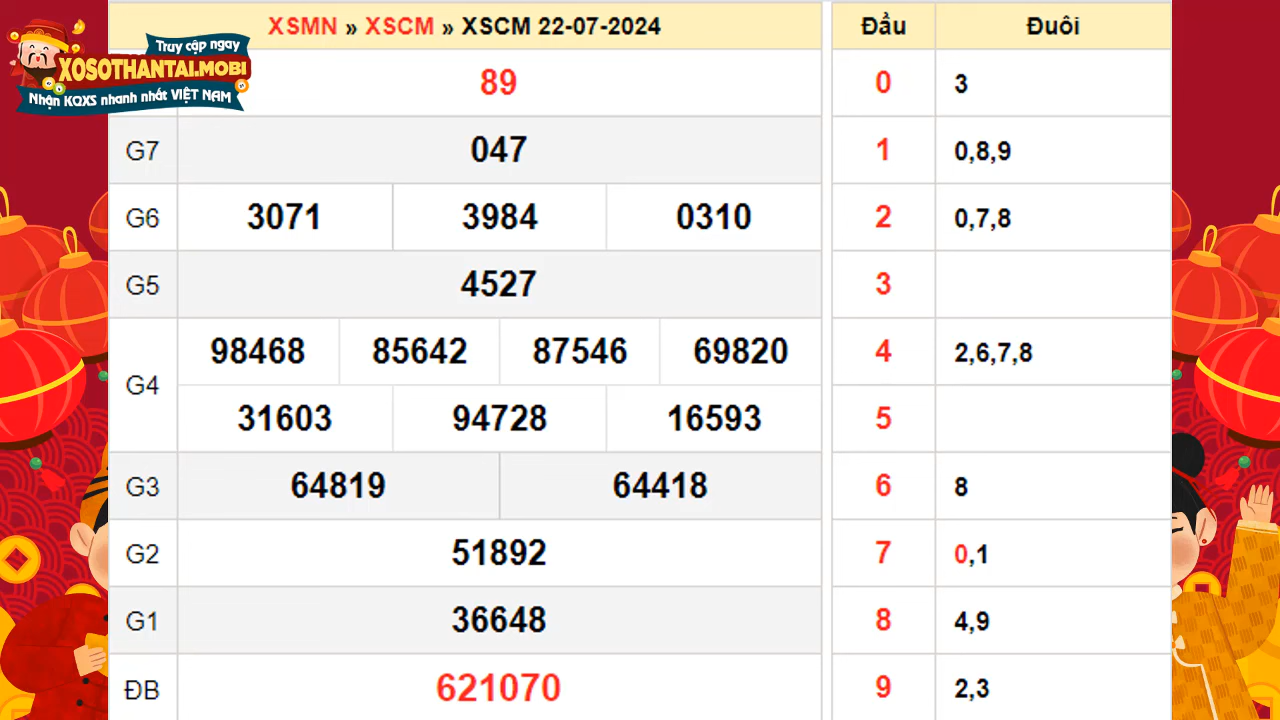 Truy cập ngay
XOSOTHANTAI.MOBI
Nhận KQXS nhanh nhất VIỆT NAM
XSMN » XSCM » XSCM 22-07-2024
89
G7 047
G6 3071 3984 0310
G5 4527
G4 98468 85642 87546 69820
31603 94728 16593
G3 64819 64418
G2 51892
G1 36648
ĐB 621070
Đầu Đuôi
0 3
1 0,8,9
2 0,7,8
3
4 2,6,7,8
5
6 8
7 0,1
8 4,9
9 2,3